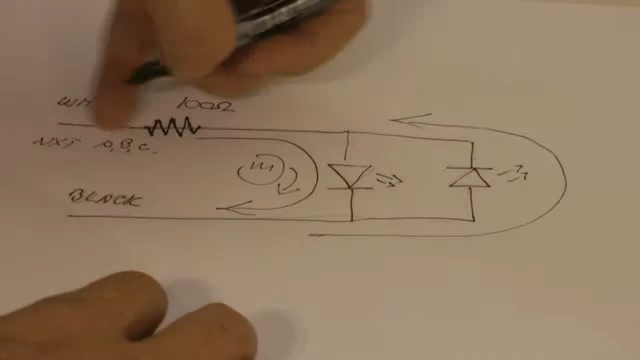 100Ω
NXT A, B, C.
M
BLACK